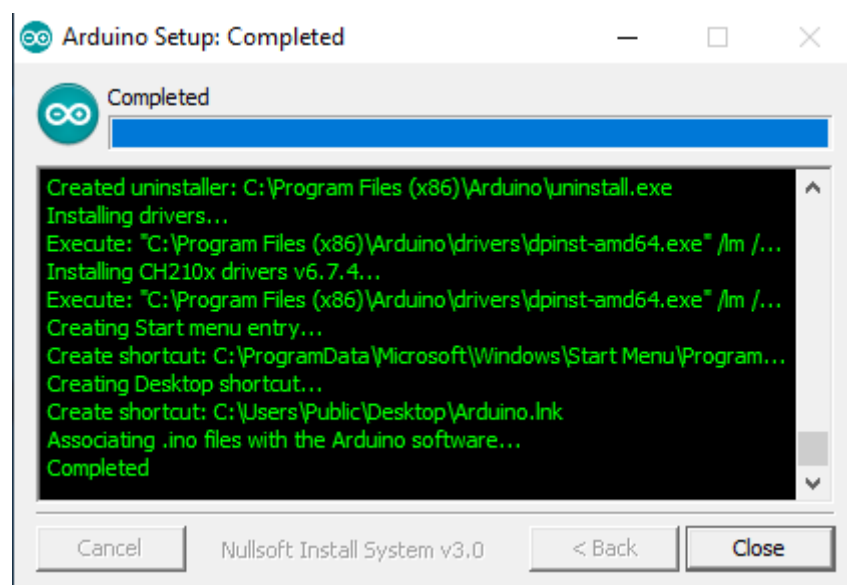 Arduino Setup: Completed
Completed
Created uninstaller: C:\Program Files (x86)\Arduino\uninstall.exe
Installing drivers...
Execute: "C:\Program Files (x86)\Arduino\drivers\dpinst-amd64.exe" /lm /...
Installing CH210x drivers v6.7.4...
Execute: "C:\Program Files (x86)\Arduino\drivers\dpinst-amd64.exe" /lm /...
Creating Start menu entry...
Create shortcut: C:\ProgramData\Microsoft\Windows\Start Menu\Program...
Creating Desktop shortcut...
Create shortcut: C:\Users\Public\Desktop\Arduino.lnk
Associating .ino files with the Arduino software...
Completed
Cancel Nullsoft Install System v3.0 < Back Close